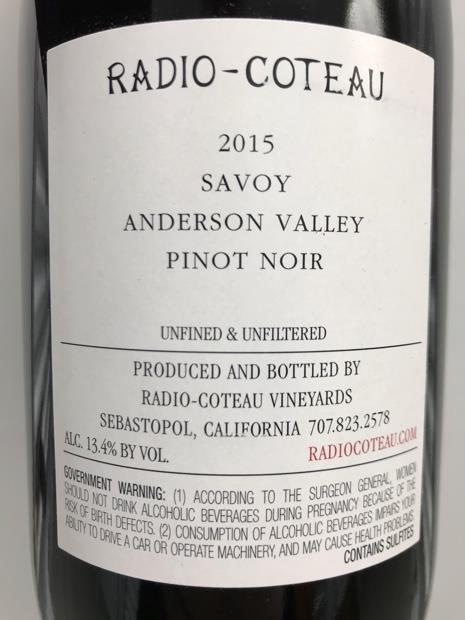 RADIO-COTEAU
2015
SAVOY
ANDERSON VALLEY
PINOT NOIR
UNFINED & UNFILTERED
PRODUCED AND BOTTLED BY
RADIO-COTEAU VINEYARDS
SEBASTOPOL, CALIFORNIA 707.823.2578
ALC. 13.4% BY VOL. RADIOCOTEAU.COM
GOVERNMENT WARNING: (1) ACCORDING TO THE SURGEON GENERAL, WOMEN
SHOULD NOT DRINK ALCOHOLIC BEVERAGES DURING PREGNANCY BECAUSE OF THE
RISK OF BIRTH DEFECTS. (2) CONSUMPTION OF ALCOHOLIC BEVERAGES IMPAIRS YOUR
ABILITY TO DRIVE A CAR OR OPERATE MACHINERY, AND MAY CAUSE HEALTH PROBLEMS.
CONTAINS SULFITES